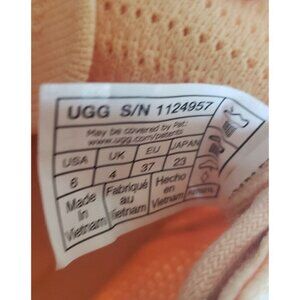 UGG S/N 1124957
May be covered by Pat:
www.ugg.com/patents
USA UK EU JAPAN
6 4 37 23
Made in Vietnam
Fabriqué au Vietnam
Hecho en Vietnam